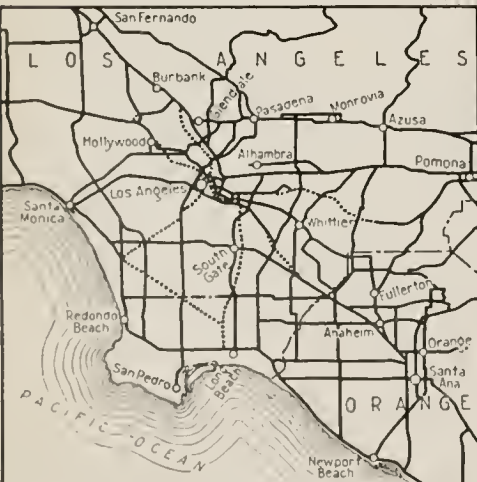 San Fernando
LOS ANGELES
Burbank
Glendale
Pasadena
Monrovia
Azusa
Hollywood
Alhambra
Pomona
Los Angeles
Santa
Monica
Whittier
South
Gate
Fullerton
Redondo
Beach
Anaheim
Orange
San Pedro
Long
Beach
Santa
Ana
ORANGE
PACIFIC OCEAN
Newport
Beach